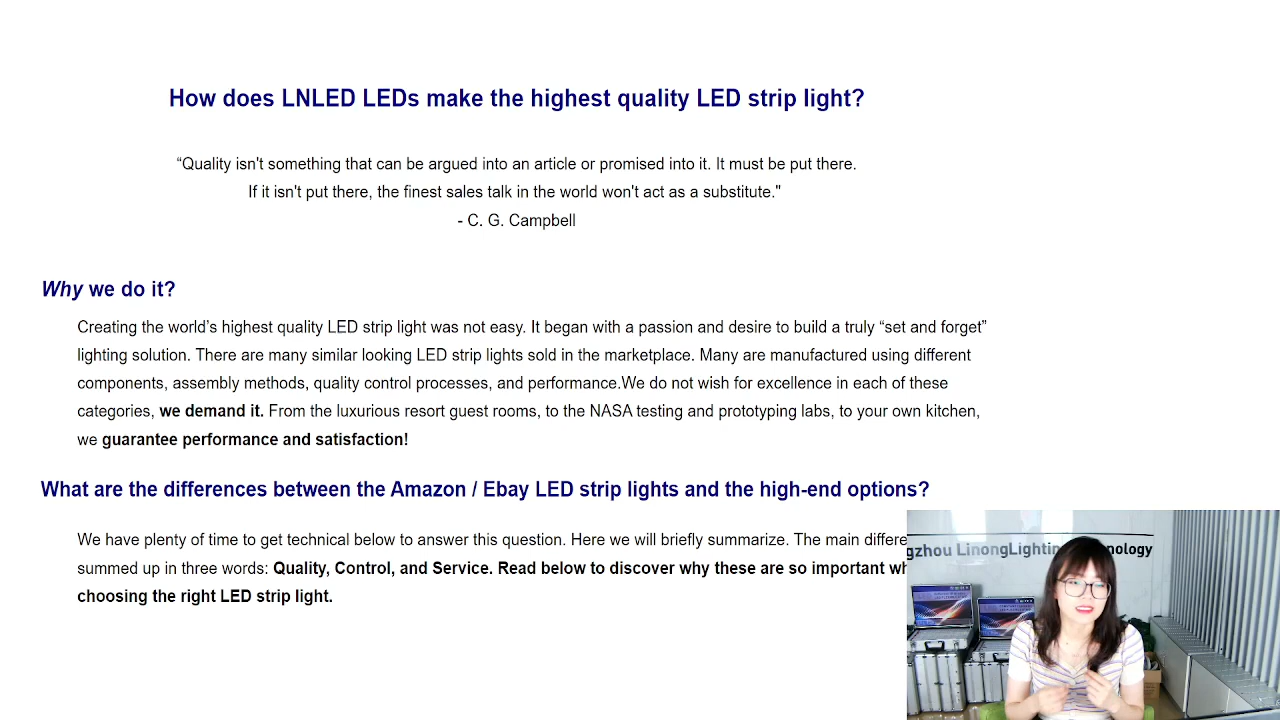 How does LNLED LEDs make the highest quality LED strip light?
“Quality isn't something that can be argued into an article or promised into it. It must be put there.
If it isn't put there, the finest sales talk in the world won't act as a substitute."
- C. G. Campbell
Why we do it?
Creating the world’s highest quality LED strip light was not easy. It began with a passion and desire to build a truly “set and forget”
lighting solution. There are many similar looking LED strip lights sold in the marketplace. Many are manufactured using different
components, assembly methods, quality control processes, and performance.We do not wish for excellence in each of these
categories, we demand it. From the luxurious resort guest rooms, to the NASA testing and prototyping labs, to your own kitchen,
we guarantee performance and satisfaction!
What are the differences between the Amazon / Ebay LED strip lights and the high-end options?
We have plenty of time to get technical below to answer this question. Here we will briefly summarize. The main
summed up in three words: Quality, Control, and Service. Read below to discover why these are so important
choosing the right LED strip light.
gzhou LinongLighting